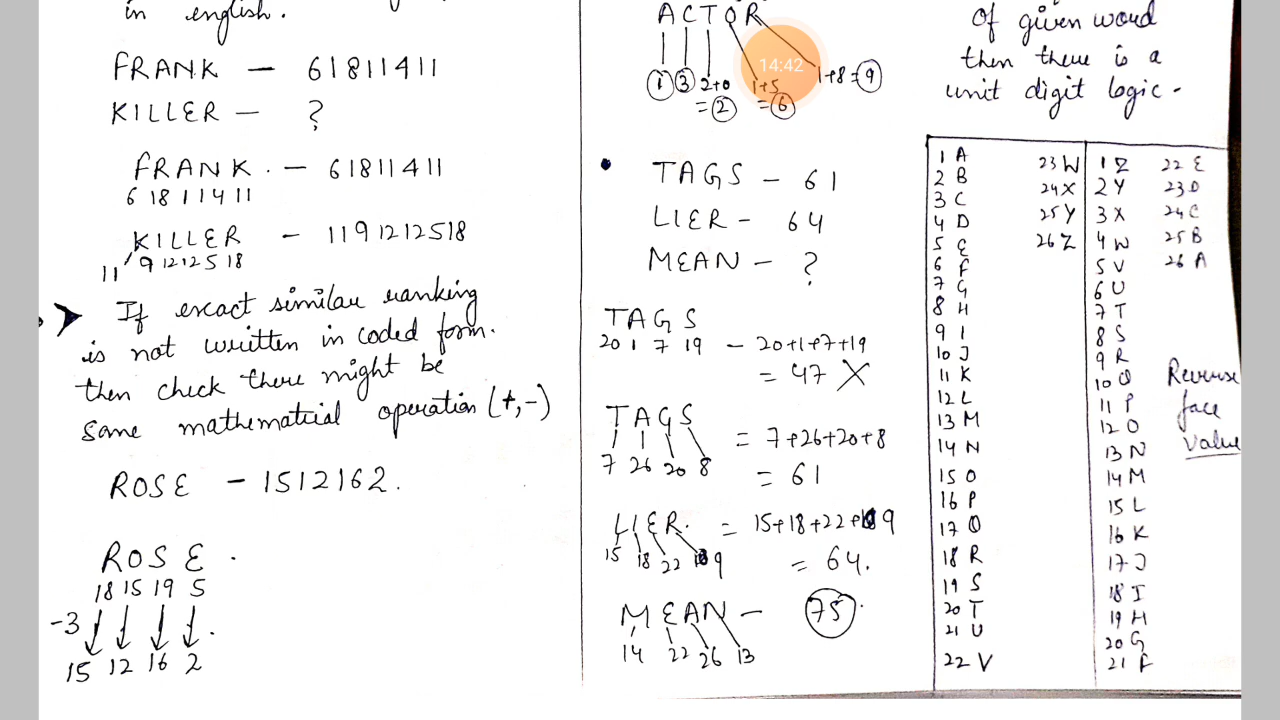 in english.
FRANK — 61811411
KILLER — ?
FRANK. — 61811411
6 18 1 14 11
KILLER — 119 1212518
11 9 12 12 5 18
If exact similar ranking
is not written in coded form.
then check there might be
some mathematical operation (+,-)
ROSE — 1512162.
ROSE.
18 15 19 5
-3
15 12 16 2
ACTOR
14:42
1 3 2+0 1+5 1+8=9
=2 =6
TAGS — 61
LIER — 64
MEAN — ?
TAGS
20 1 7 19 — 20+1+7+19
= 47 X
TAGS = 7+26+20+8
7 26 20 8
= 61
LIER. = 15+18+22+9
15 18 22 9
= 64.
MEAN — 75.
14 22 26 13
of given word
then there is a
unit digit logic.
1 A 23 W 1 Z 22 E
2 B 24 X 2 Y 23 D
3 C 25 Y 3 X 24 C
4 D 26 Z 4 W 25 B
5 E 5 V 26 A
6 F 6 U
7 G 7 T
8 H 8 S
9 I 9 R
10 J 10 Q
11 K 11 P
12 L 12 O
13 M 13 N
14 N 14 M
15 O 15 L
16 P 16 K
17 Q 17 J
18 R 18 I
19 S 19 H
20 T 20 G
21 U 21 F
22 V
Reverse
face
value